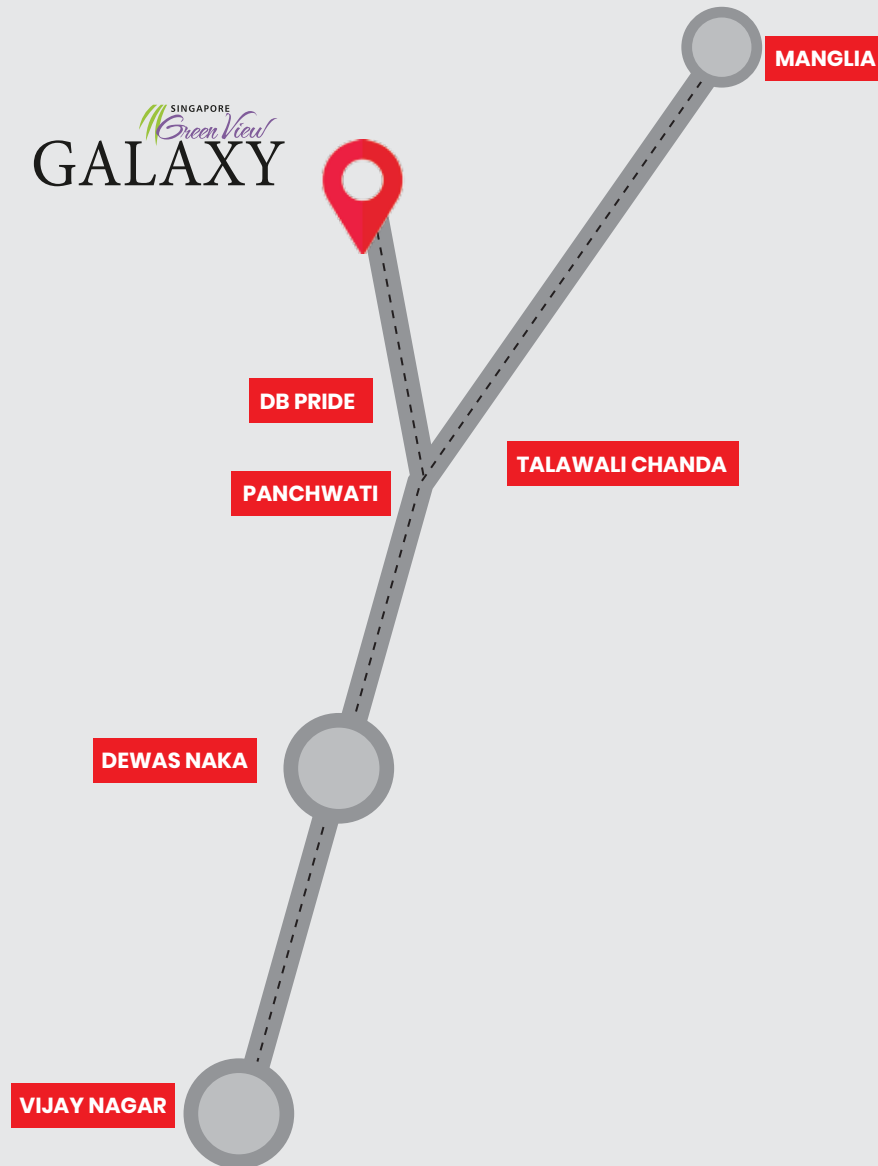 MANGLIA
SINGAPORE
Green View
GALAXY
DB PRIDE
TALAWALI CHANDA
PANCHWATI
DEWAS NAKA
VIJAY NAGAR